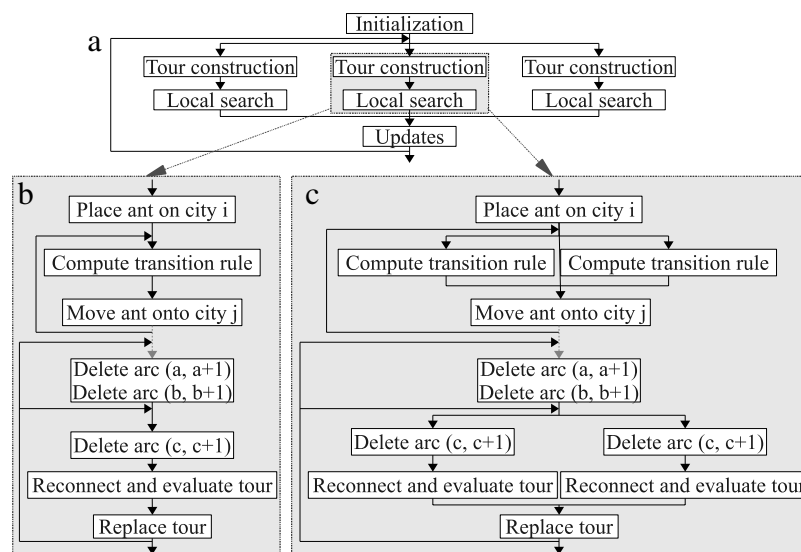 a
Initialization
Tour construction
Tour construction
Tour construction
Local search
Local search
Local search
Updates
b
Place ant on city i
Compute transition rule
Move ant onto city j
Delete arc (a, a+1)
Delete arc (b, b+1)
Delete arc (c, c+1)
Reconnect and evaluate tour
Replace tour
c
Place ant on city i
Compute transition rule
Compute transition rule
Move ant onto city j
Delete arc (a, a+1)
Delete arc (b, b+1)
Delete arc (c, c+1)
Delete arc (c, c+1)
Reconnect and evaluate tour
Reconnect and evaluate tour
Replace tour